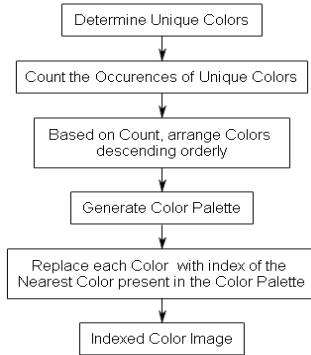 Determine Unique Colors
Count the Occurences of Unique Colors
Based on Count, arrange Colors
descending orderly
Generate Color Palette
Replace each Color with index of the
Nearest Color present in the Color Palette
Indexed Color Image